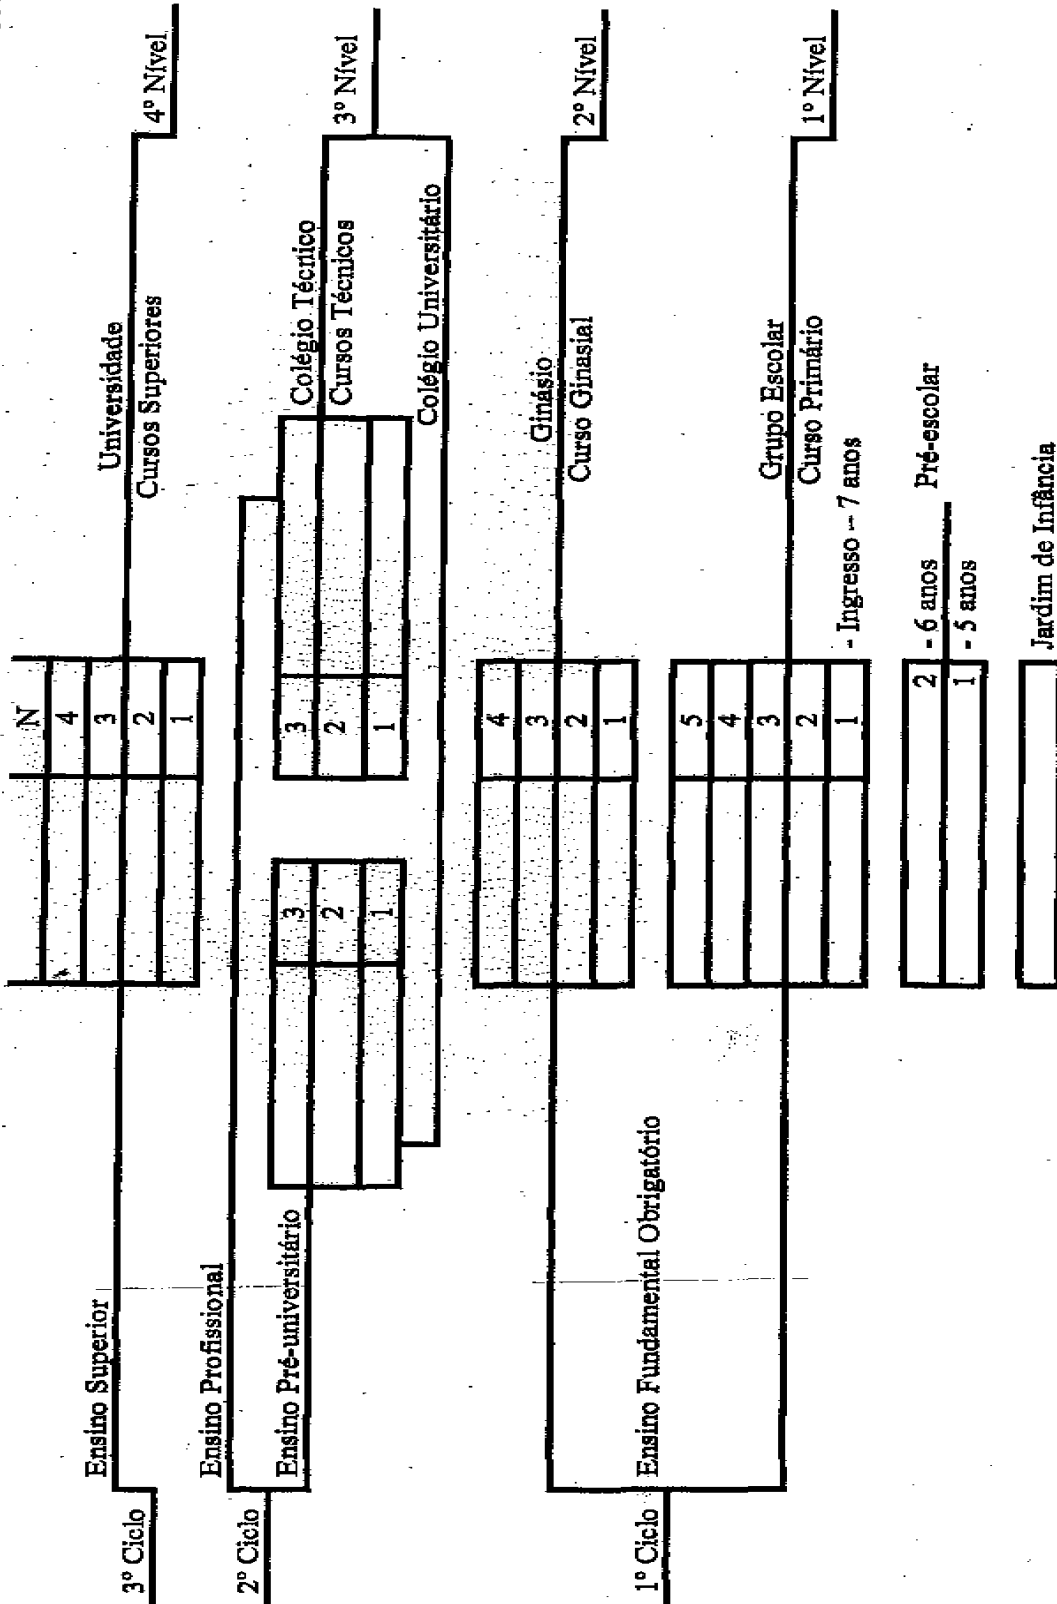 3º Ciclo
Ensino Superior
N
4
3
2
1
Universidade
Cursos Superiores
4º Nível
2º Ciclo
Ensino Profissional
Ensino Pré-universitário
3
2
1
3
2
1
Colégio Técnico
Cursos Técnicos
Colégio Universitário
3º Nível
1º Ciclo
Ensino Fundamental Obrigatório
4
3
2
1
Ginásio
Curso Ginasial
2º Nível
5
4
3
2
1
Grupo Escolar
Curso Primário
1º Nível
- Ingresso – 7 anos
2 - 6 anos
1 - 5 anos
Pré-escolar
Jardim de Infância